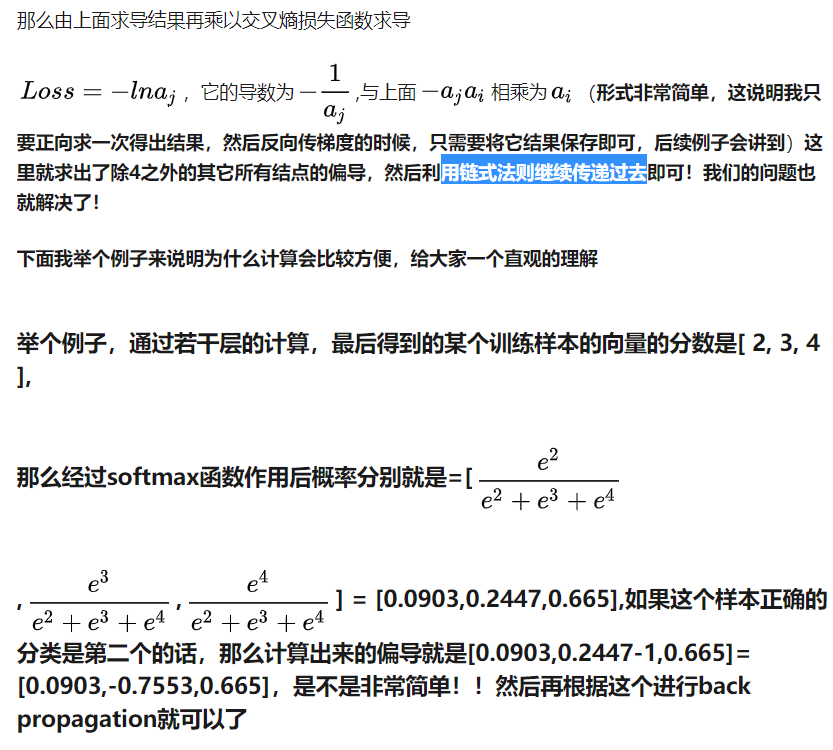 那么由上面求导结果再乘以交叉熵损失函数求导
Loss = −lna_j ，它的导数为 −1/a_j ,与上面 −a_j a_i 相乘为 a_i （形式非常简单，这说明我只
要正向求一次得出结果，然后反向传梯度的时候，只需要将它结果保存即可，后续例子会讲到）这
里就求出了除4之外的其它所有结点的偏导，然后利用链式法则继续传递过去即可！我们的问题也
就解决了！
下面我举个例子来说明为什么计算会比较方便，给大家一个直观的理解
举个例子，通过若干层的计算，最后得到的某个训练样本的向量的分数是[ 2, 3, 4
],
那么经过softmax函数作用后概率分别就是=[ e^2/(e^2 + e^3 + e^4)
, e^3/(e^2 + e^3 + e^4) , e^4/(e^2 + e^3 + e^4) ] = [0.0903,0.2447,0.665],如果这个样本正确的
分类是第二个的话，那么计算出来的偏导就是[0.0903,0.2447-1,0.665]=
[0.0903,-0.7553,0.665]，是不是非常简单！！然后再根据这个进行back
propagation就可以了